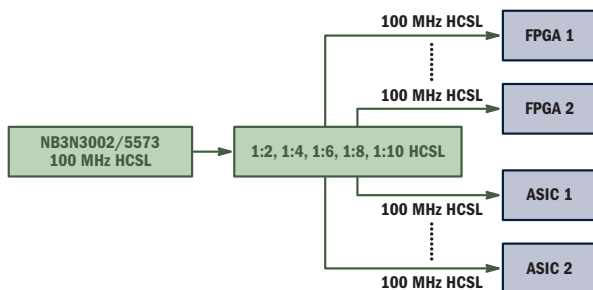 100 MHz HCSL
FPGA 1
100 MHz HCSL
FPGA 2
NB3N3002/5573
100 MHz HCSL
1:2, 1:4, 1:6, 1:8, 1:10 HCSL
ASIC 1
100 MHz HCSL
ASIC 2
100 MHz HCSL